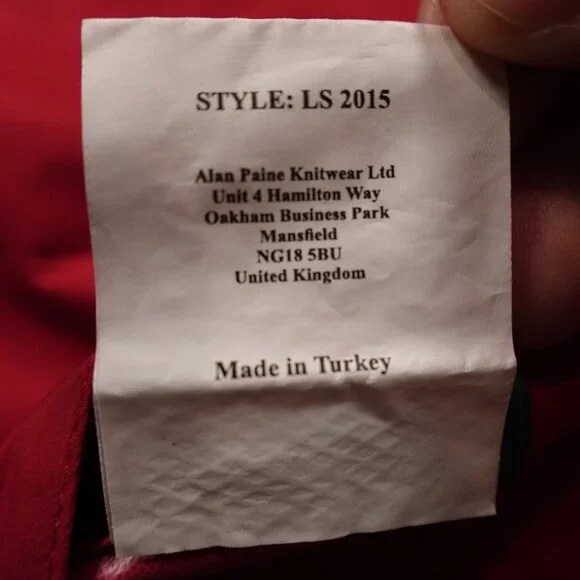 STYLE: LS 2015
Alan Paine Knitwear Ltd
Unit 4 Hamilton Way
Oakham Business Park
Mansfield
NG18 5BU
United Kingdom
Made in Turkey